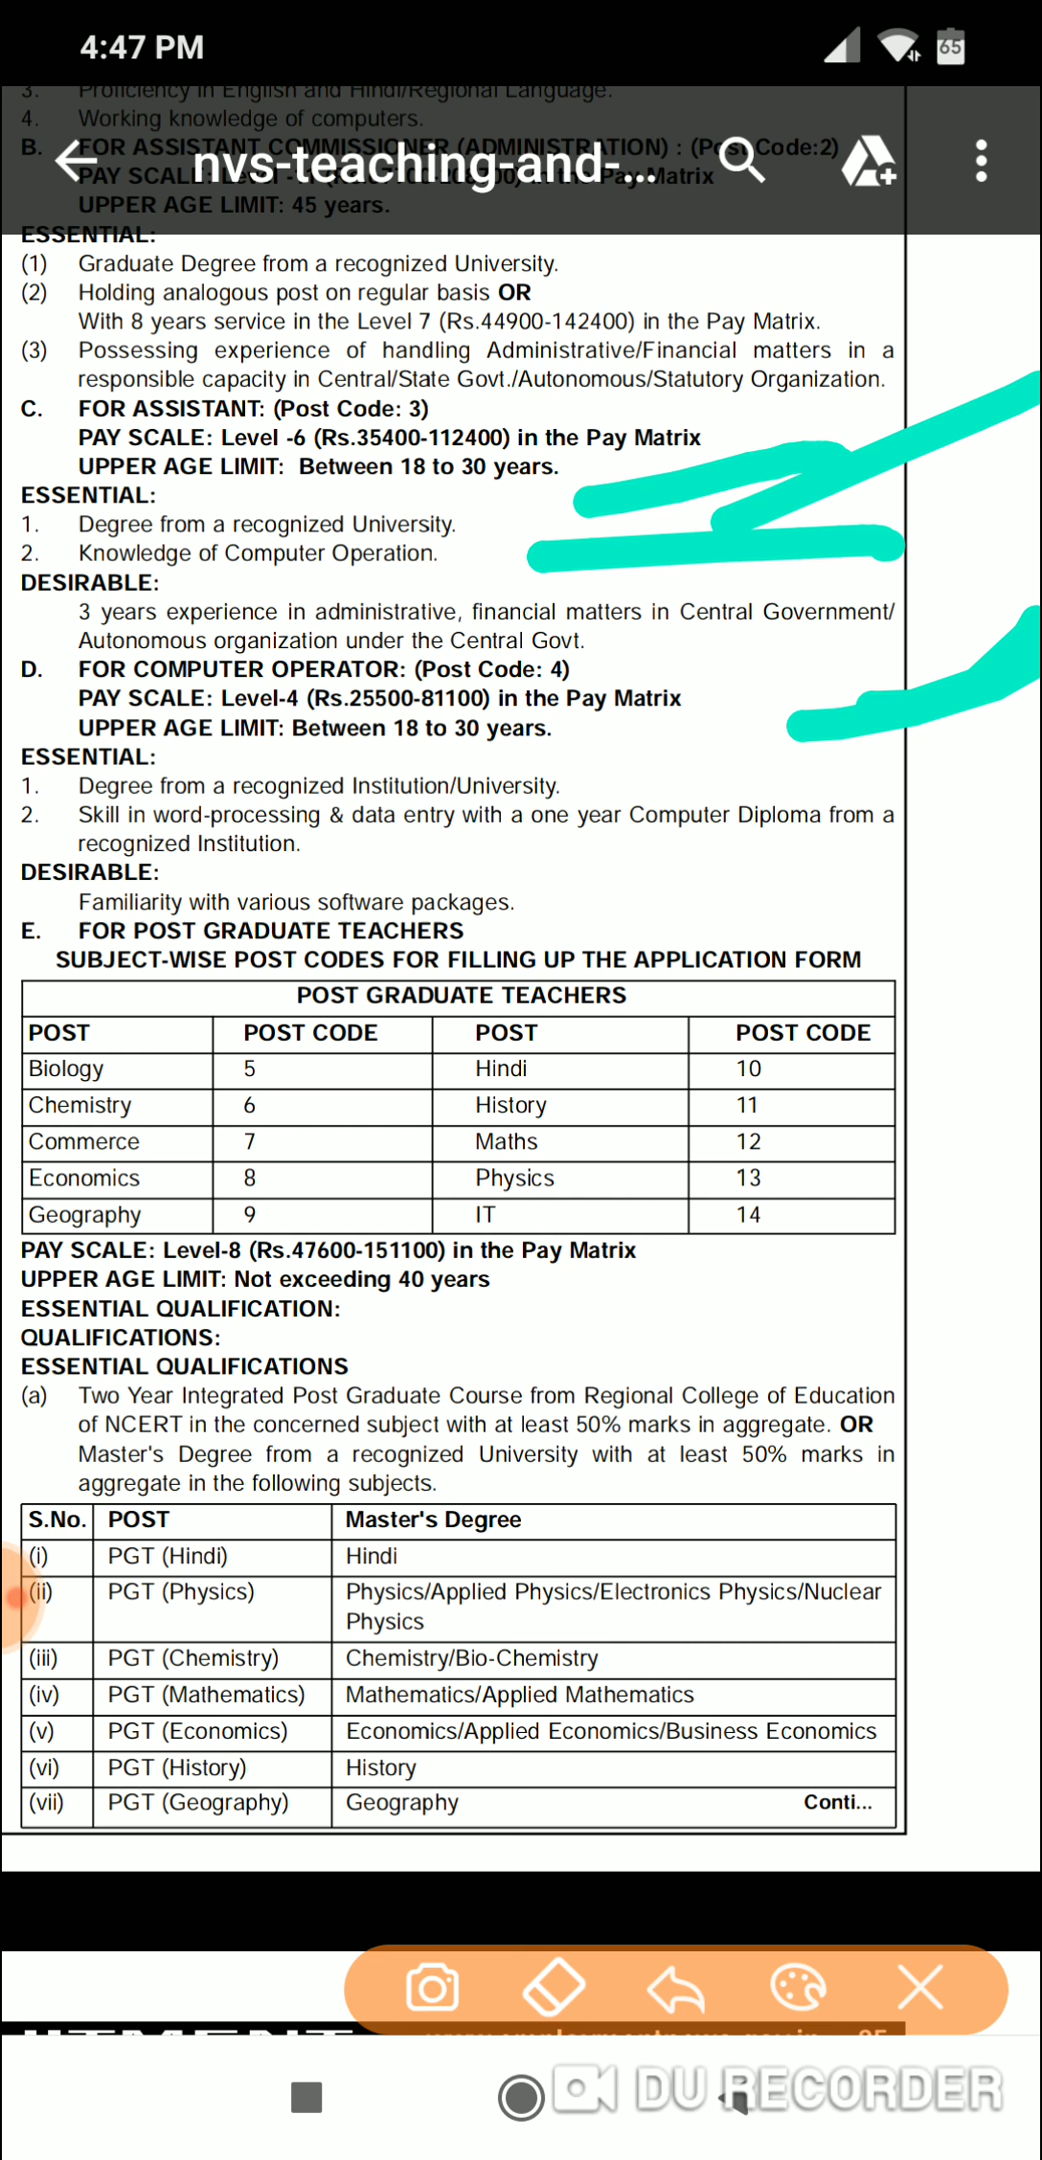 4:47 PM
65
3. Proficiency in English and Hindi/Regional Language.
4. Working knowledge of computers.
B. FOR ASSISTANT COMMISSIONER (ADMINISTRATION) : (Post Code:2)
nvs-teaching-and-...
PAY SCALE: Pay Matrix
UPPER AGE LIMIT: 45 years.
ESSENTIAL:
(1) Graduate Degree from a recognized University.
(2) Holding analogous post on regular basis OR
With 8 years service in the Level 7 (Rs.44900-142400) in the Pay Matrix.
(3) Possessing experience of handling Administrative/Financial matters in a
responsible capacity in Central/State Govt./Autonomous/Statutory Organization.
C. FOR ASSISTANT: (Post Code: 3)
PAY SCALE: Level -6 (Rs.35400-112400) in the Pay Matrix
UPPER AGE LIMIT: Between 18 to 30 years.
ESSENTIAL:
1. Degree from a recognized University.
2. Knowledge of Computer Operation.
DESIRABLE:
3 years experience in administrative, financial matters in Central Government/
Autonomous organization under the Central Govt.
D. FOR COMPUTER OPERATOR: (Post Code: 4)
PAY SCALE: Level-4 (Rs.25500-81100) in the Pay Matrix
UPPER AGE LIMIT: Between 18 to 30 years.
ESSENTIAL:
1. Degree from a recognized Institution/University.
2. Skill in word-processing & data entry with a one year Computer Diploma from a
recognized Institution.
DESIRABLE:
Familiarity with various software packages.
E. FOR POST GRADUATE TEACHERS
SUBJECT-WISE POST CODES FOR FILLING UP THE APPLICATION FORM
POST GRADUATE TEACHERS
POST POST CODE POST POST CODE
Biology 5 Hindi 10
Chemistry 6 History 11
Commerce 7 Maths 12
Economics 8 Physics 13
Geography 9 IT 14
PAY SCALE: Level-8 (Rs.47600-151100) in the Pay Matrix
UPPER AGE LIMIT: Not exceeding 40 years
ESSENTIAL QUALIFICATION:
QUALIFICATIONS:
ESSENTIAL QUALIFICATIONS
(a) Two Year Integrated Post Graduate Course from Regional College of Education
of NCERT in the concerned subject with at least 50% marks in aggregate. OR
Master's Degree from a recognized University with at least 50% marks in
aggregate in the following subjects.
S.No. POST Master's Degree
(i) PGT (Hindi) Hindi
(ii) PGT (Physics) Physics/Applied Physics/Electronics Physics/Nuclear
Physics
(iii) PGT (Chemistry) Chemistry/Bio-Chemistry
(iv) PGT (Mathematics) Mathematics/Applied Mathematics
(v) PGT (Economics) Economics/Applied Economics/Business Economics
(vi) PGT (History) History
(vii) PGT (Geography) Geography Conti...
DU RECORDER